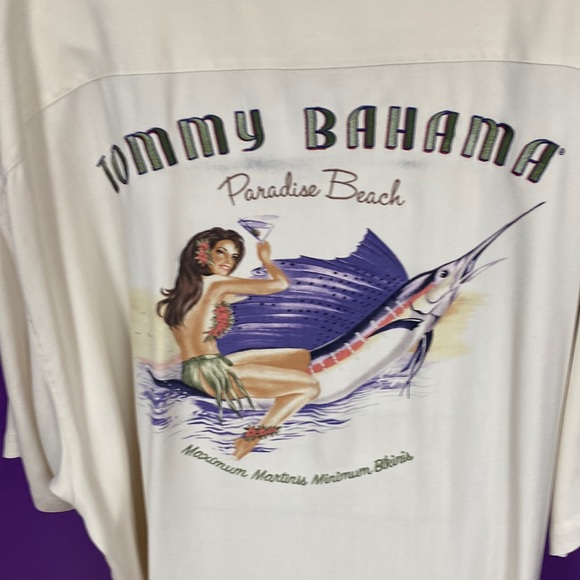 TOMMY BAHAMA®
Paradise Beach
Maximum Martinis Minimum Bikinis